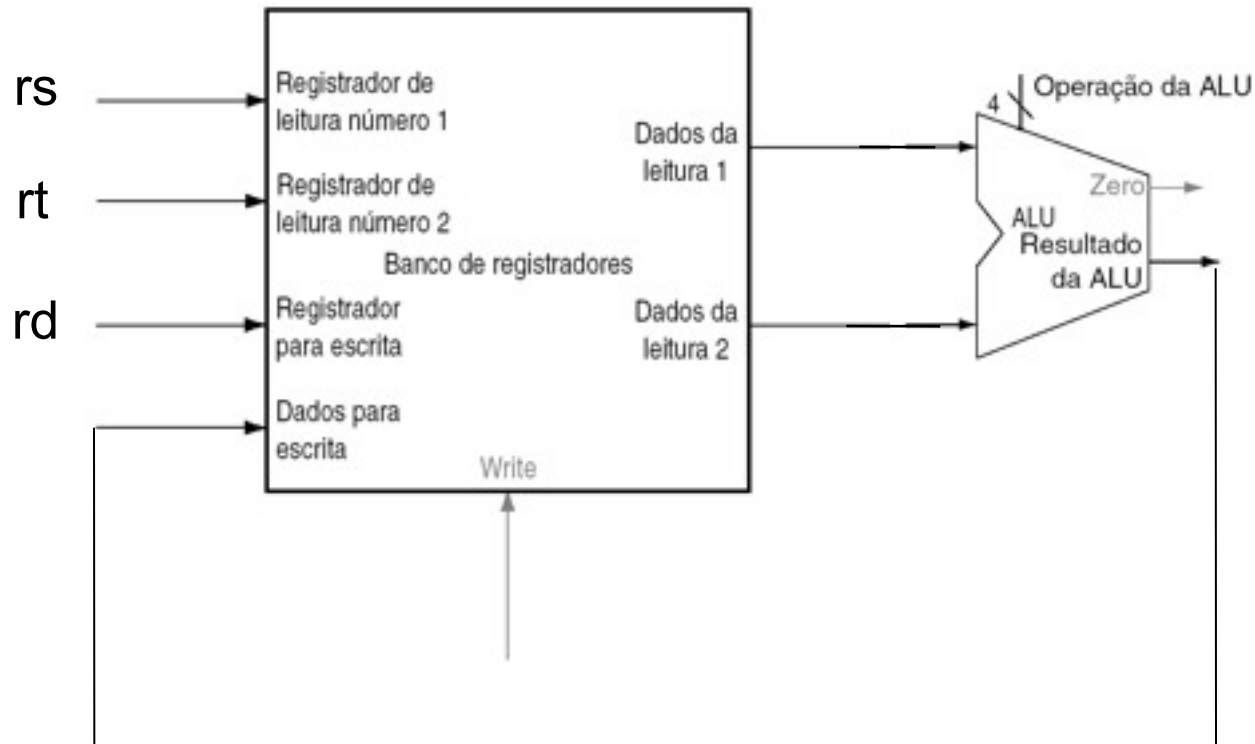 rs
rt
rd
Registrador de
leitura número 1
Registrador de
leitura número 2
Banco de registradores
Registrador
para escrita
Dados para
escrita
Write
Dados da
leitura 1
Dados da
leitura 2
4
Operação da ALU
Zero
ALU
Resultado
da ALU